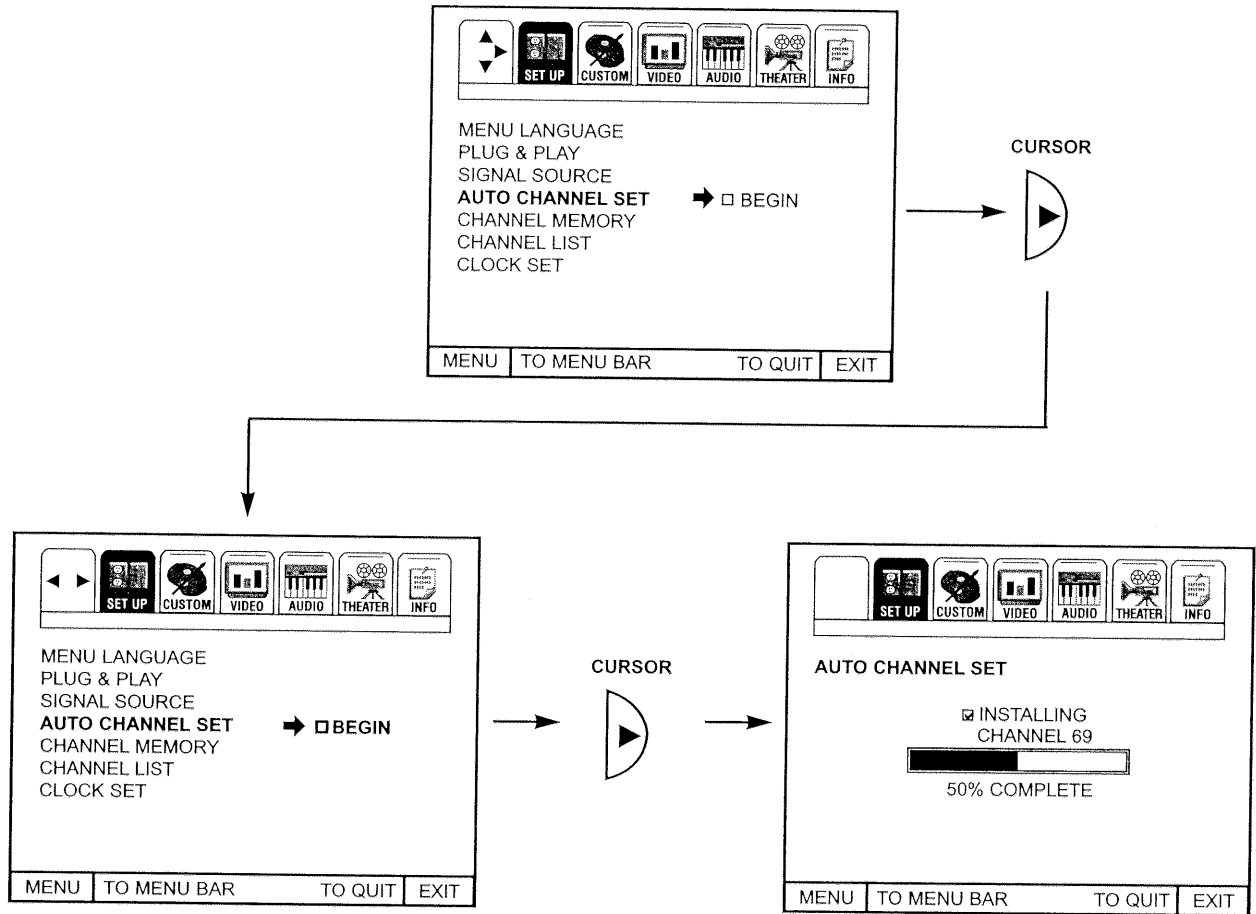 SET UP CUSTOM VIDEO AUDIO THEATER INFO
MENU LANGUAGE
PLUG & PLAY
SIGNAL SOURCE
AUTO CHANNEL SET ➡ □ BEGIN
CHANNEL MEMORY
CHANNEL LIST
CLOCK SET
MENU TO MENU BAR TO QUIT EXIT
CURSOR
SET UP CUSTOM VIDEO AUDIO THEATER INFO
MENU LANGUAGE
PLUG & PLAY
SIGNAL SOURCE
AUTO CHANNEL SET ➡ □ BEGIN
CHANNEL MEMORY
CHANNEL LIST
CLOCK SET
MENU TO MENU BAR TO QUIT EXIT
CURSOR
SET UP CUSTOM VIDEO AUDIO THEATER INFO
AUTO CHANNEL SET
☑ INSTALLING
CHANNEL 69
50% COMPLETE
MENU TO MENU BAR TO QUIT EXIT